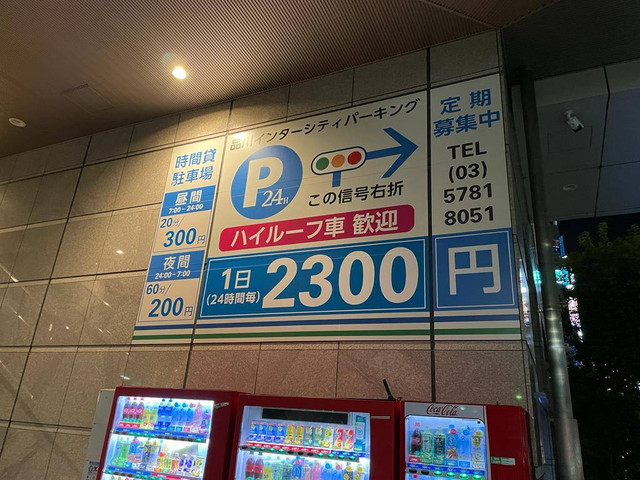 時間貸
駐車場
昼間
7:00-24:00
20分/
300円
夜間
24:00-7:00
60分/
200円
品川インターシティパーキング
P24H
この信号右折
ハイルーフ車 歓迎
1日
(24時間毎)
2300
円
定期
募集中
TEL
(03)
5781
8051
Coca-Cola